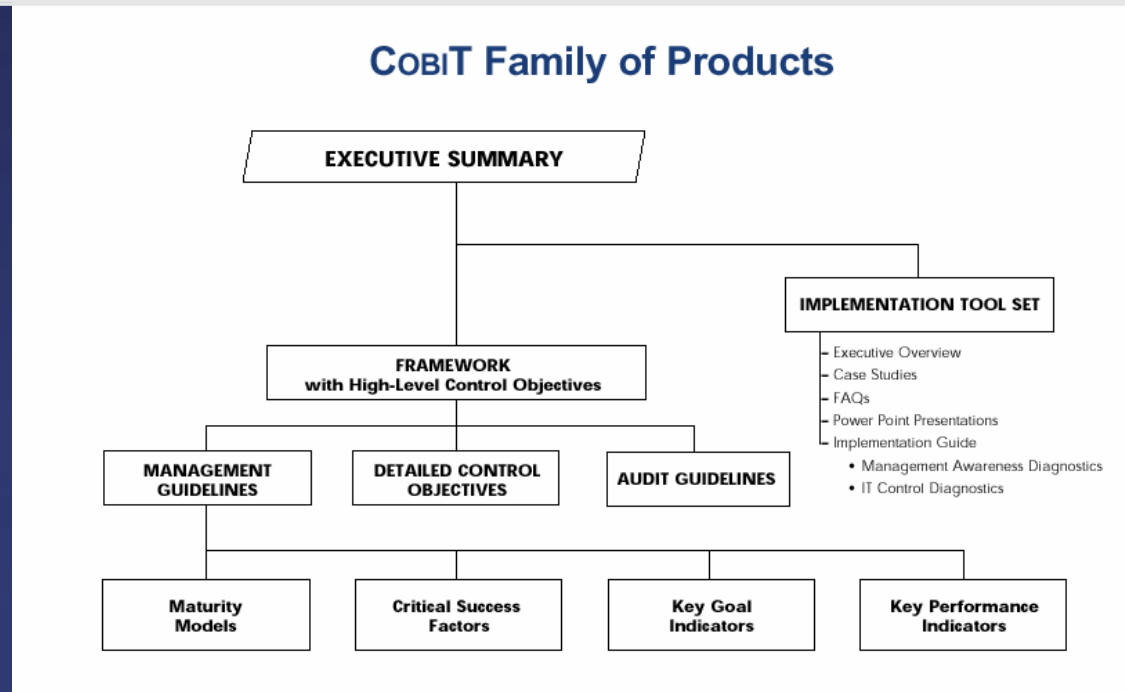 COBIT Family of Products
EXECUTIVE SUMMARY
IMPLEMENTATION TOOL SET
– Executive Overview
– Case Studies
– FAQs
– Power Point Presentations
– Implementation Guide
• Management Awareness Diagnostics
• IT Control Diagnostics
FRAMEWORK
with High-Level Control Objectives
MANAGEMENT
GUIDELINES
DETAILED CONTROL
OBJECTIVES
AUDIT GUIDELINES
Maturity
Models
Critical Success
Factors
Key Goal
Indicators
Key Performance
Indicators